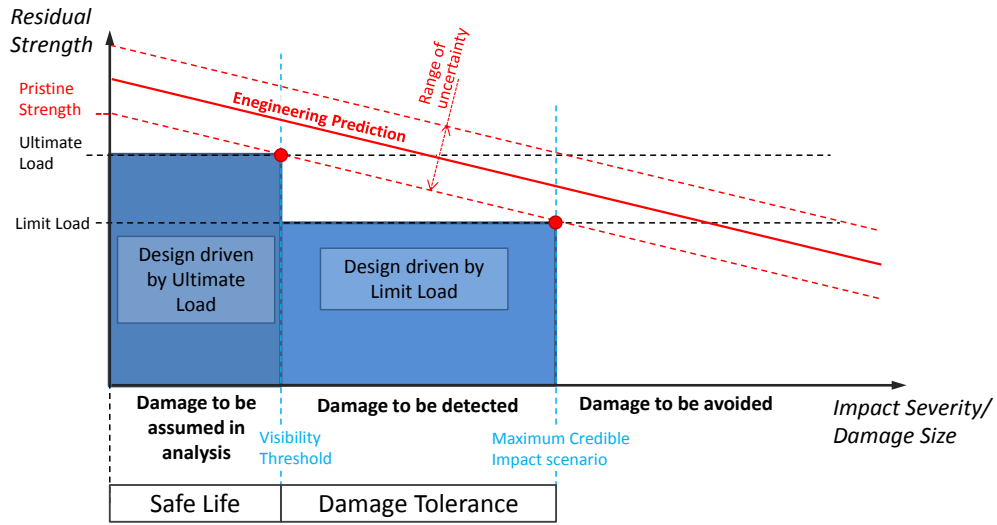 Residual
Strength
Pristine
Strength
Ultimate
Load
Limit Load
Enegineering Prediction
Range of
uncertainty
Design driven
by Ultimate
Load
Design driven by
Limit Load
Damage to be
assumed in
analysis
Damage to be detected
Damage to be avoided
Impact Severity/
Damage Size
Visibility
Threshold
Maximum Credible
Impact scenario
Safe Life
Damage Tolerance